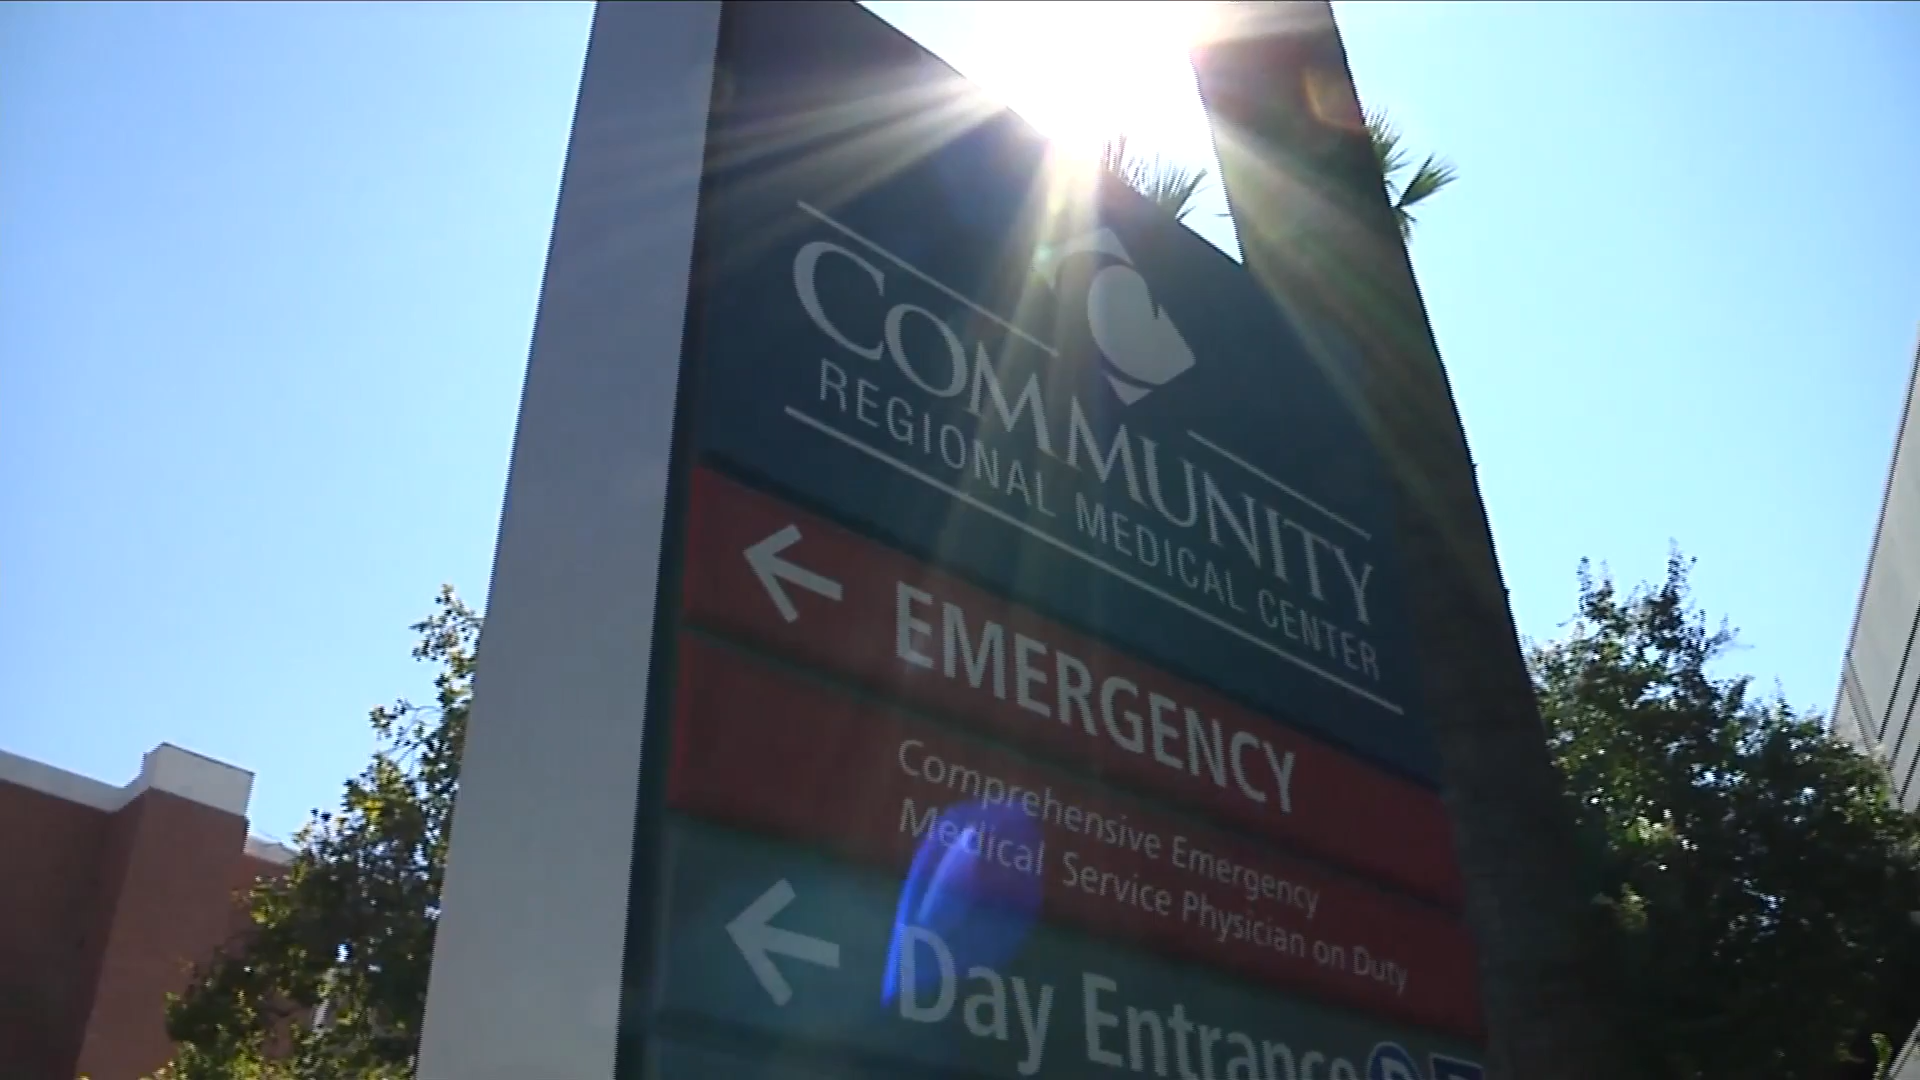 COMMUNITY
REGIONAL MEDICAL CENTER
EMERGENCY
Comprehensive Emergency
Medical Service Physician on Duty
Day Entrance